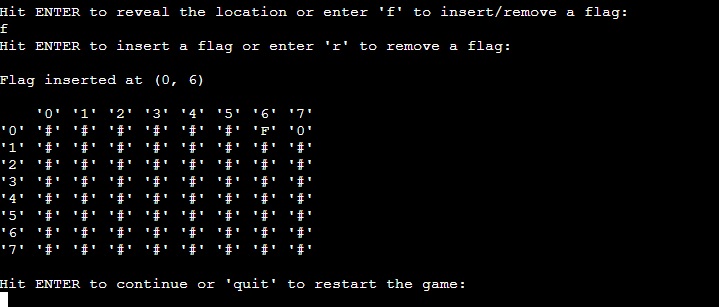 Hit ENTER to reveal the location or enter 'f' to insert/remove a flag:
f
Hit ENTER to insert a flag or enter 'r' to remove a flag:
Flag inserted at (0, 6)
'0' '1' '2' '3' '4' '5' '6' '7'
'0' '#' '#' '#' '#' '#' '#' 'F' '0'
'1' '#' '#' '#' '#' '#' '#' '#' '#'
'2' '#' '#' '#' '#' '#' '#' '#' '#'
'3' '#' '#' '#' '#' '#' '#' '#' '#'
'4' '#' '#' '#' '#' '#' '#' '#' '#'
'5' '#' '#' '#' '#' '#' '#' '#' '#'
'6' '#' '#' '#' '#' '#' '#' '#' '#'
'7' '#' '#' '#' '#' '#' '#' '#' '#'
Hit ENTER to continue or 'quit' to restart the game: